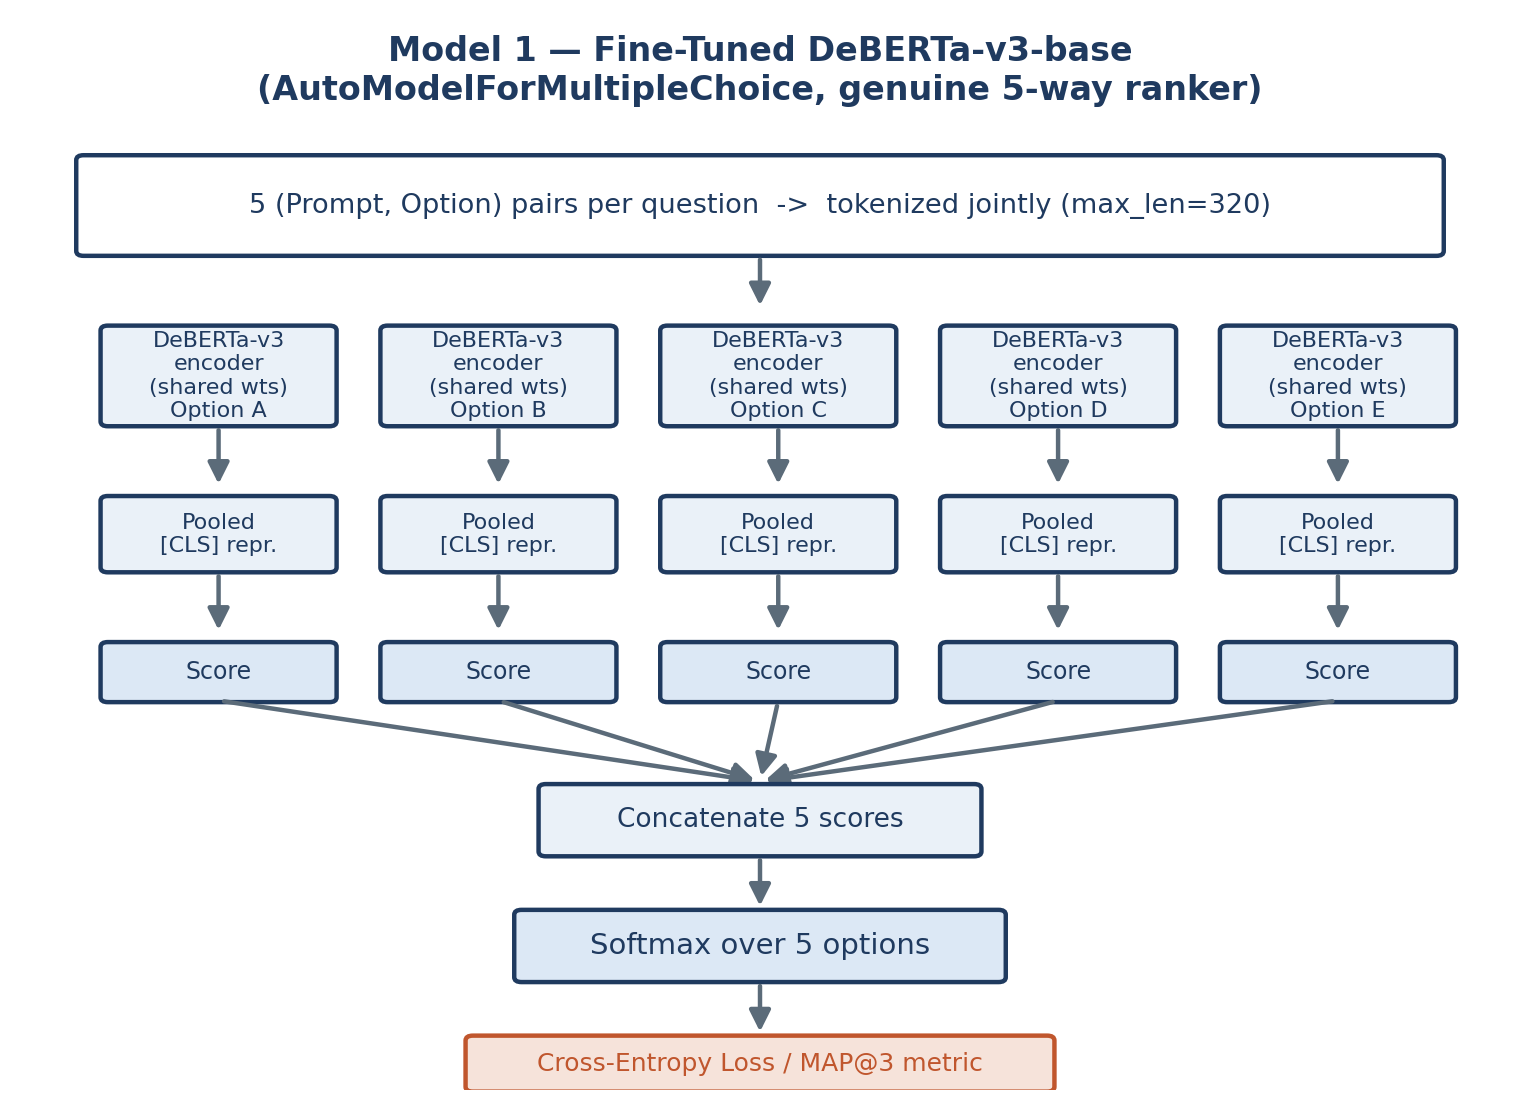 Model 1 — Fine-Tuned DeBERTa-v3-base
(AutoModelForMultipleChoice, genuine 5-way ranker)
5 (Prompt, Option) pairs per question  ->  tokenized jointly (max_len=320)
DeBERTa-v3
encoder
(shared wts)
Option A
DeBERTa-v3
encoder
(shared wts)
Option B
DeBERTa-v3
encoder
(shared wts)
Option C
DeBERTa-v3
encoder
(shared wts)
Option D
DeBERTa-v3
encoder
(shared wts)
Option E
Pooled
[CLS] repr.
Pooled
[CLS] repr.
Pooled
[CLS] repr.
Pooled
[CLS] repr.
Pooled
[CLS] repr.
Score
Score
Score
Score
Score
Concatenate 5 scores
Softmax over 5 options
Cross-Entropy Loss / MAP@3 metric